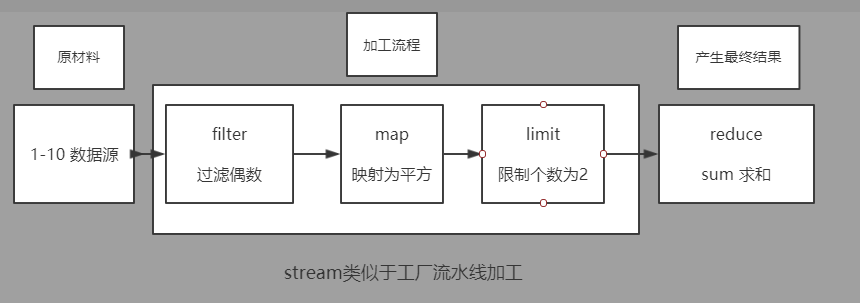 原材料
加工流程
产生最终结果
1-10 数据源
filter
过滤偶数
map
映射为平方
limit
限制个数为2
reduce
sum 求和
stream类似于工厂流水线加工